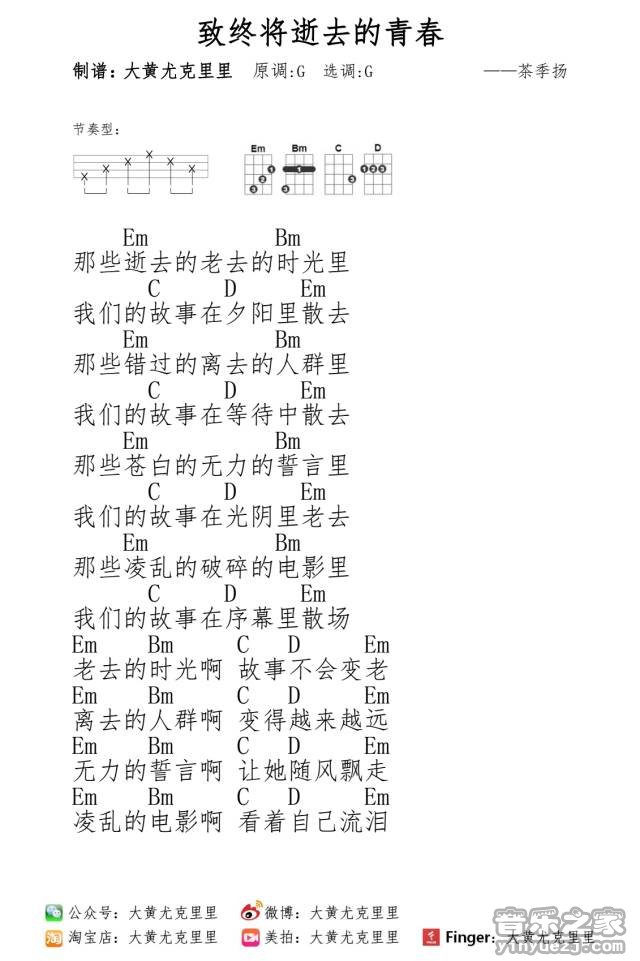 致终将逝去的青春
制谱：大黄尤克里里 原调:G 选调:G ——茶季扬
节奏型：
Em Bm C D
1 2 3 1 3 3 1 2 3
Em Bm
那些逝去的老去的时光里
C D Em
我们的故事在夕阳里散去
Em Bm
那些错过的离去的人群里
C D Em
我们的故事在等待中散去
Em Bm
那些苍白的无力的誓言里
C D Em
我们的故事在光阴里老去
Em Bm
那些凌乱的破碎的电影里
C D Em
我们的故事在序幕里散场
Em Bm C D Em
老去的时光啊 故事不会变老
Em Bm C D Em
离去的人群啊 变得越来越远
Em Bm C D Em
无力的誓言啊 让她随风飘走
Em Bm C D Em
凌乱的电影啊 看着自己流泪
公众号：大黄尤克里里 微博：大黄尤克里里
淘 淘宝店：大黄尤克里里 美拍：大黄尤克里里 Finger：大黄尤克里里
音乐之家
yinyuezj.com